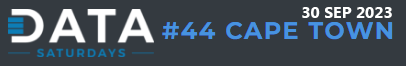 DATA
SATURDAYS
30 SEP 2023
#44 CAPE TOWN